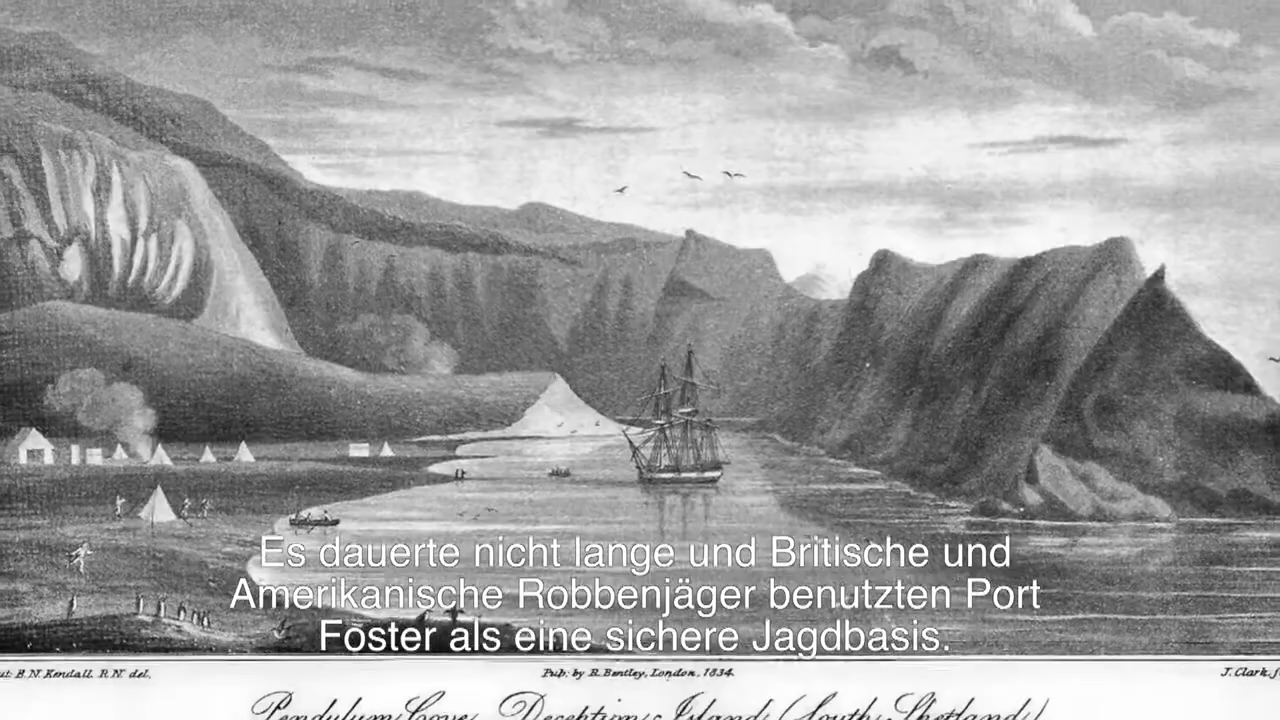 Es dauerte nicht lange und Britische und
Amerikanische Robbenjäger benutzten Port
Foster als eine sichere Jagdbasis.
B.N. Kendall. R.N. del. Pub: by R. Bentley, London. 1834. J. Clark.
Pendulum Cove, Deception Island (South Shetland)